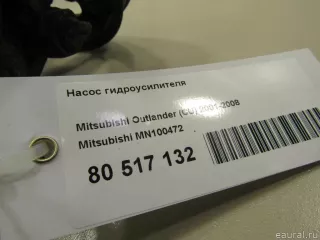 Насос гидроусилителя
Mitsubishi Outlander (CU) 2001-2008
Mitsubishi MN100472
80 517 132
© eaural.ru